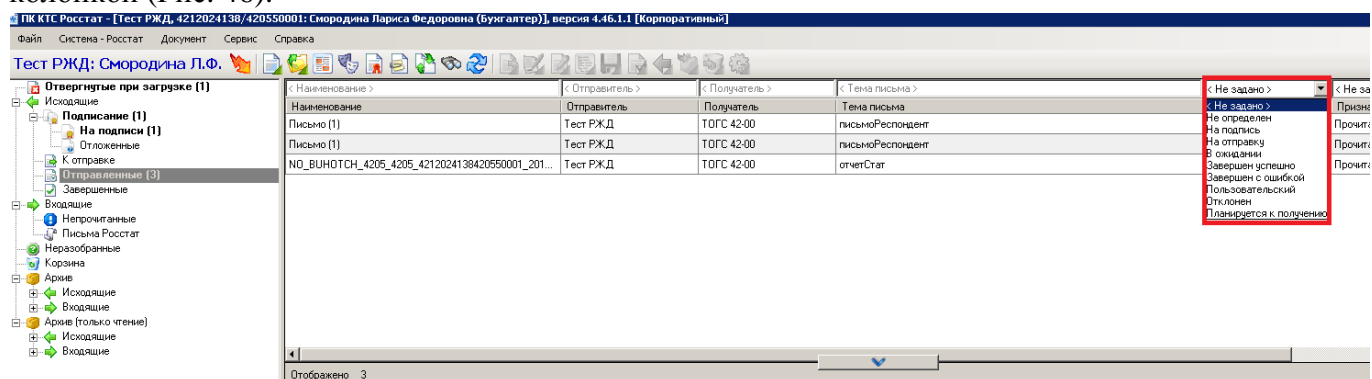 колонкой (Рис. 46).
ПК КТС Росстат - [Тест РЖД, 4212024138/420550001: Смородина Лариса Федоровна (Бухгалтер)], версия 4.46.1.1 [Корпоративный]
Файл Система - Росстат Документ Сервис Справка
Тест РЖД: Смородина Л.Ф.
Отвергнутые при загрузке (1)
Исходящие
Подписание (1)
На подписи (1)
Отложенные
К отправке
Отправленные (3)
Завершенные
Входящие
Непрочитанные
Письма Росстат
Неразобранные
Корзина
Архив
Исходящие
Входящие
Архив (только чтение)
Исходящие
Входящие
< Наименование > < Отправитель > < Получатель > < Тема письма > < Не задано > < Не за
Наименование Отправитель Получатель Тема письма Призна
Письмо (1) Тест РЖД ТОГС 42-00 письмоРеспондент Прочита
Письмо (1) Тест РЖД ТОГС 42-00 письмоРеспондент Прочита
NO_BUHOTCH_4205_4205_4212024138420550001_201... Тест РЖД ТОГС 42-00 отчетСтат Прочита
< Не задано >
Не определен
На подпись
На отправку
В ожидании
Завершен успешно
Завершен с ошибкой
Пользовательский
Отклонен
Планируется к получению
Отображено 3